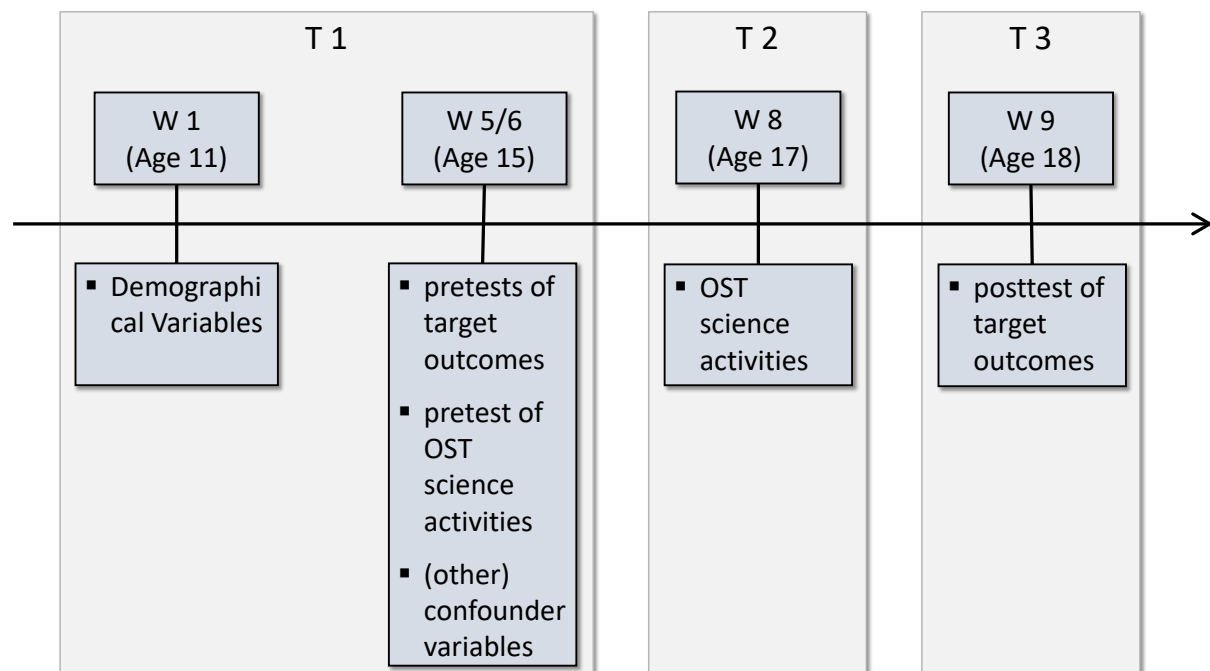 T 1
T 2
T 3
W 1
(Age 11)
W 5/6
(Age 15)
W 8
(Age 17)
W 9
(Age 18)
▪ Demographi
cal Variables
▪ pretests of
target
outcomes
▪ pretest of
OST
science
activities
▪ (other)
confounder
variables
▪ OST
science
activities
▪ posttest of
target
outcomes